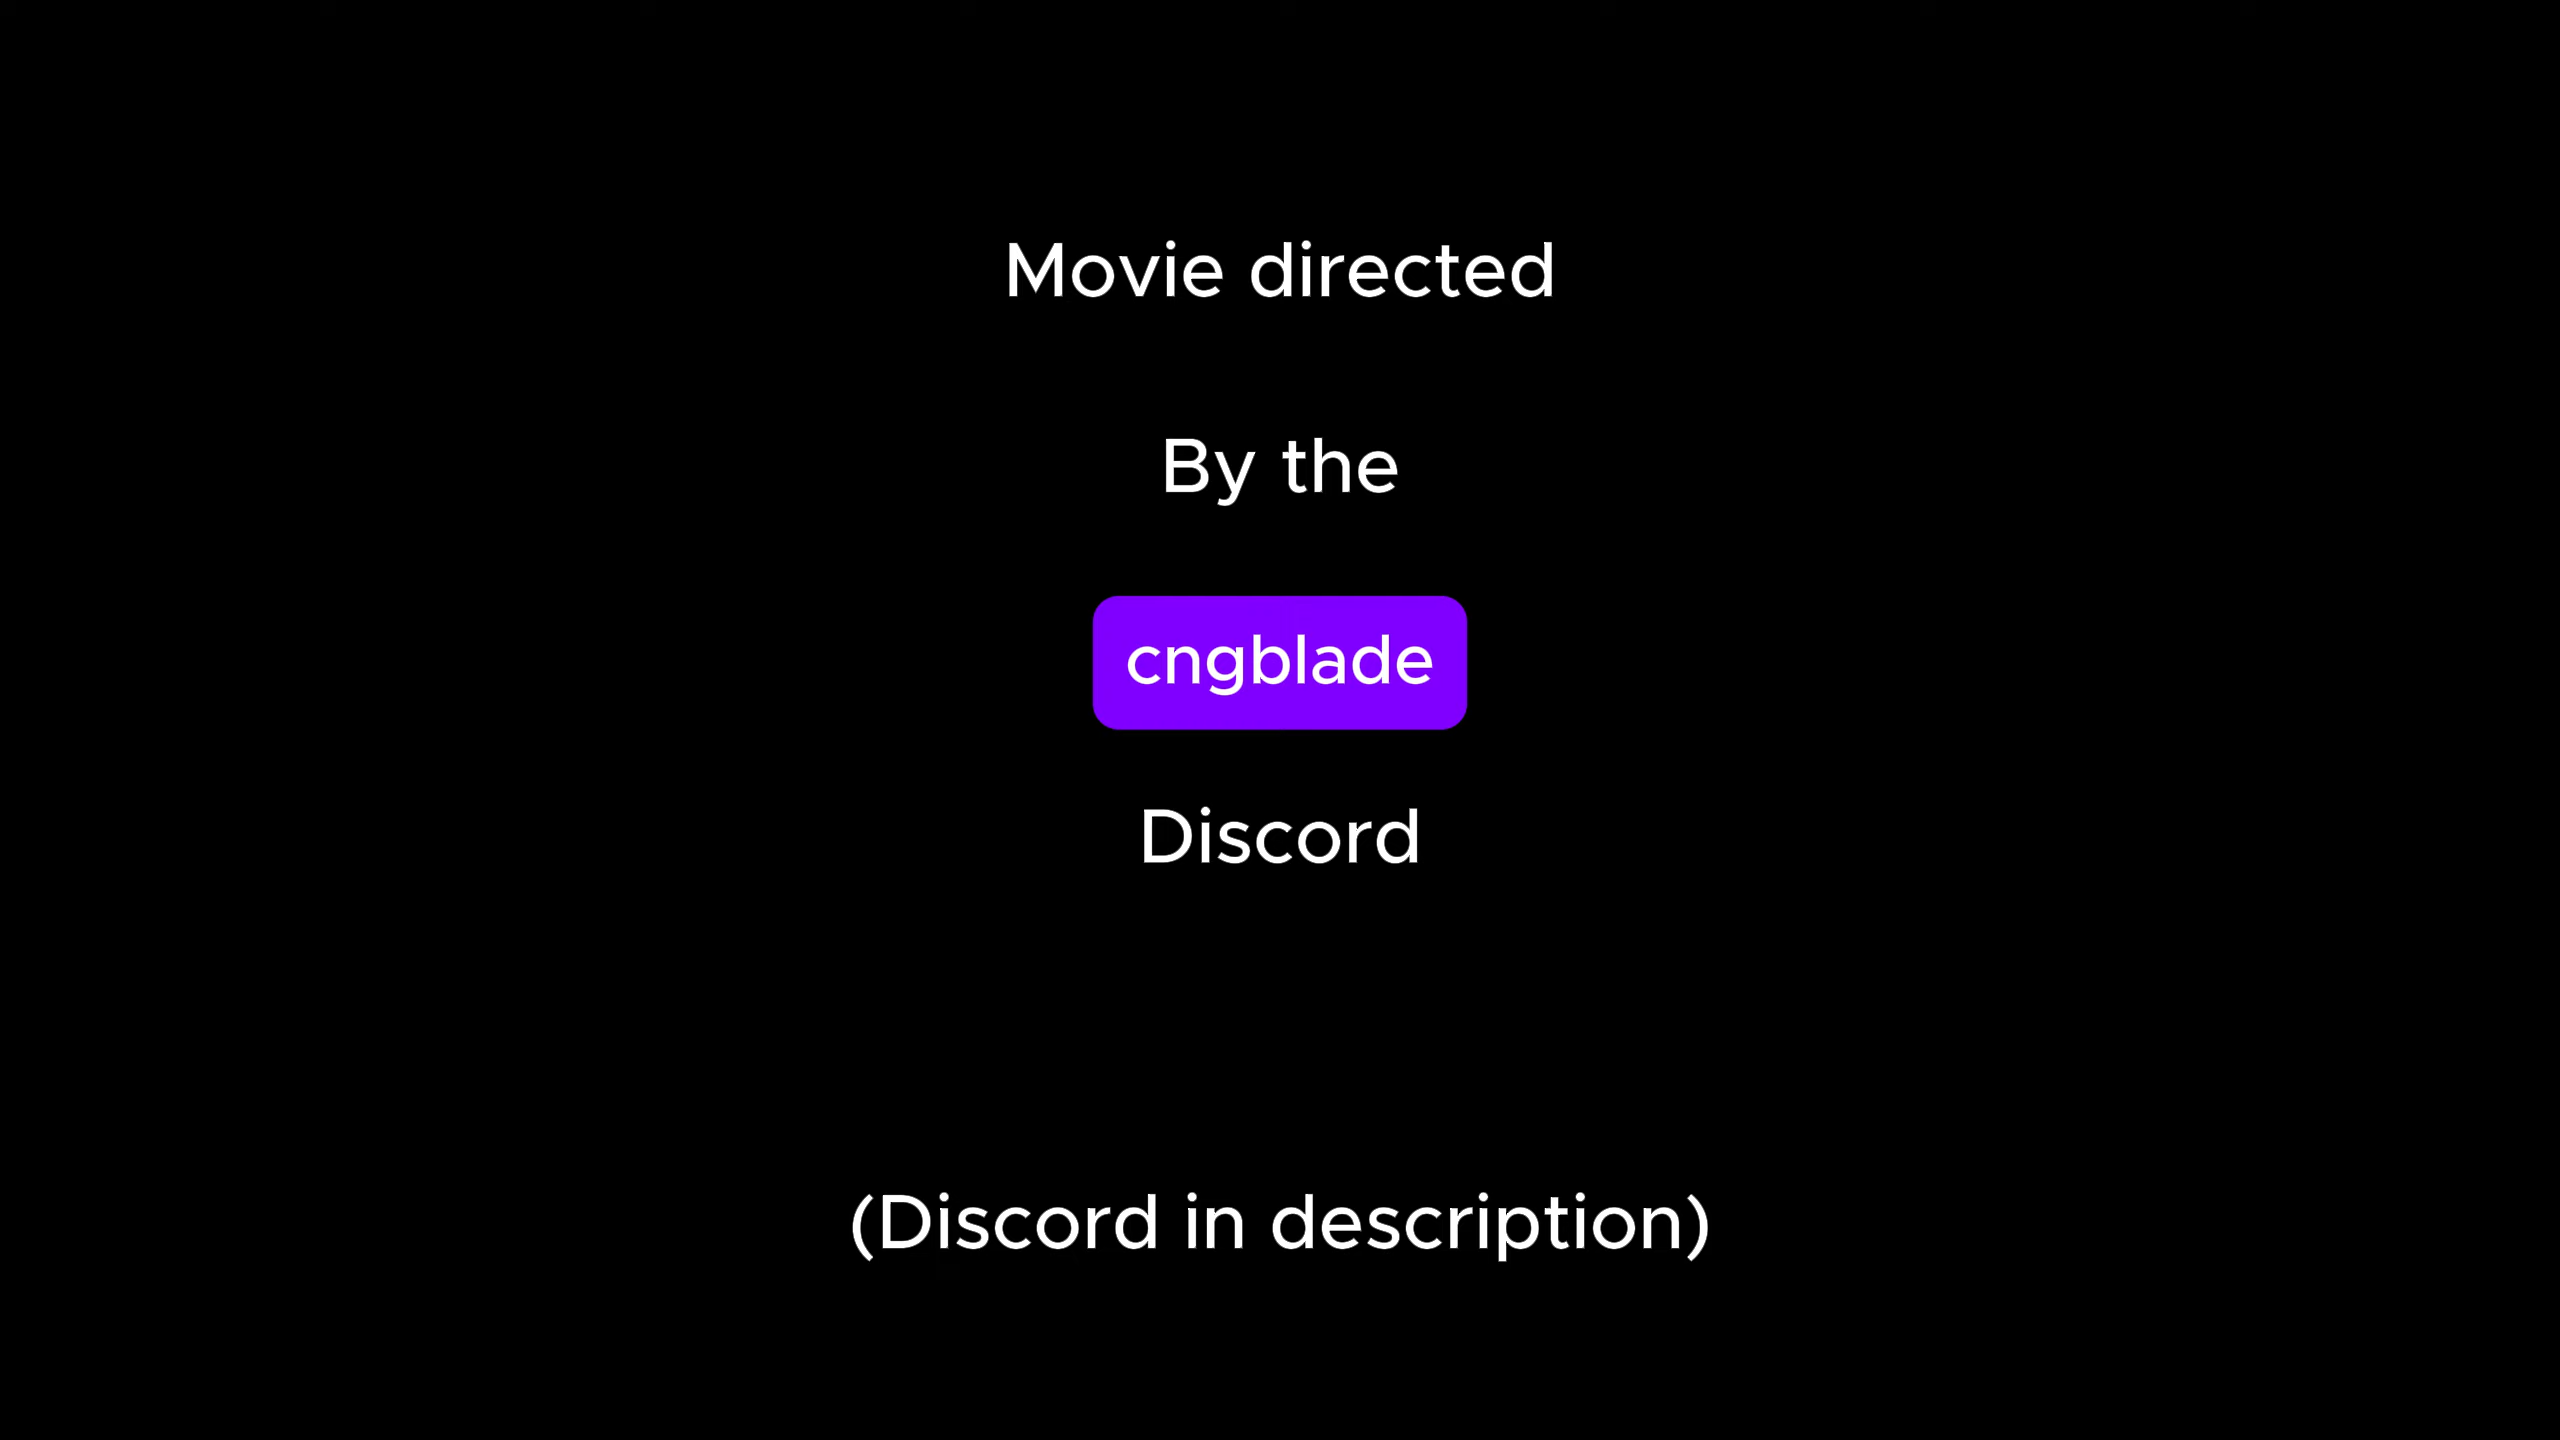 Movie directed
By the
cngblade
Discord
(Discord in description)